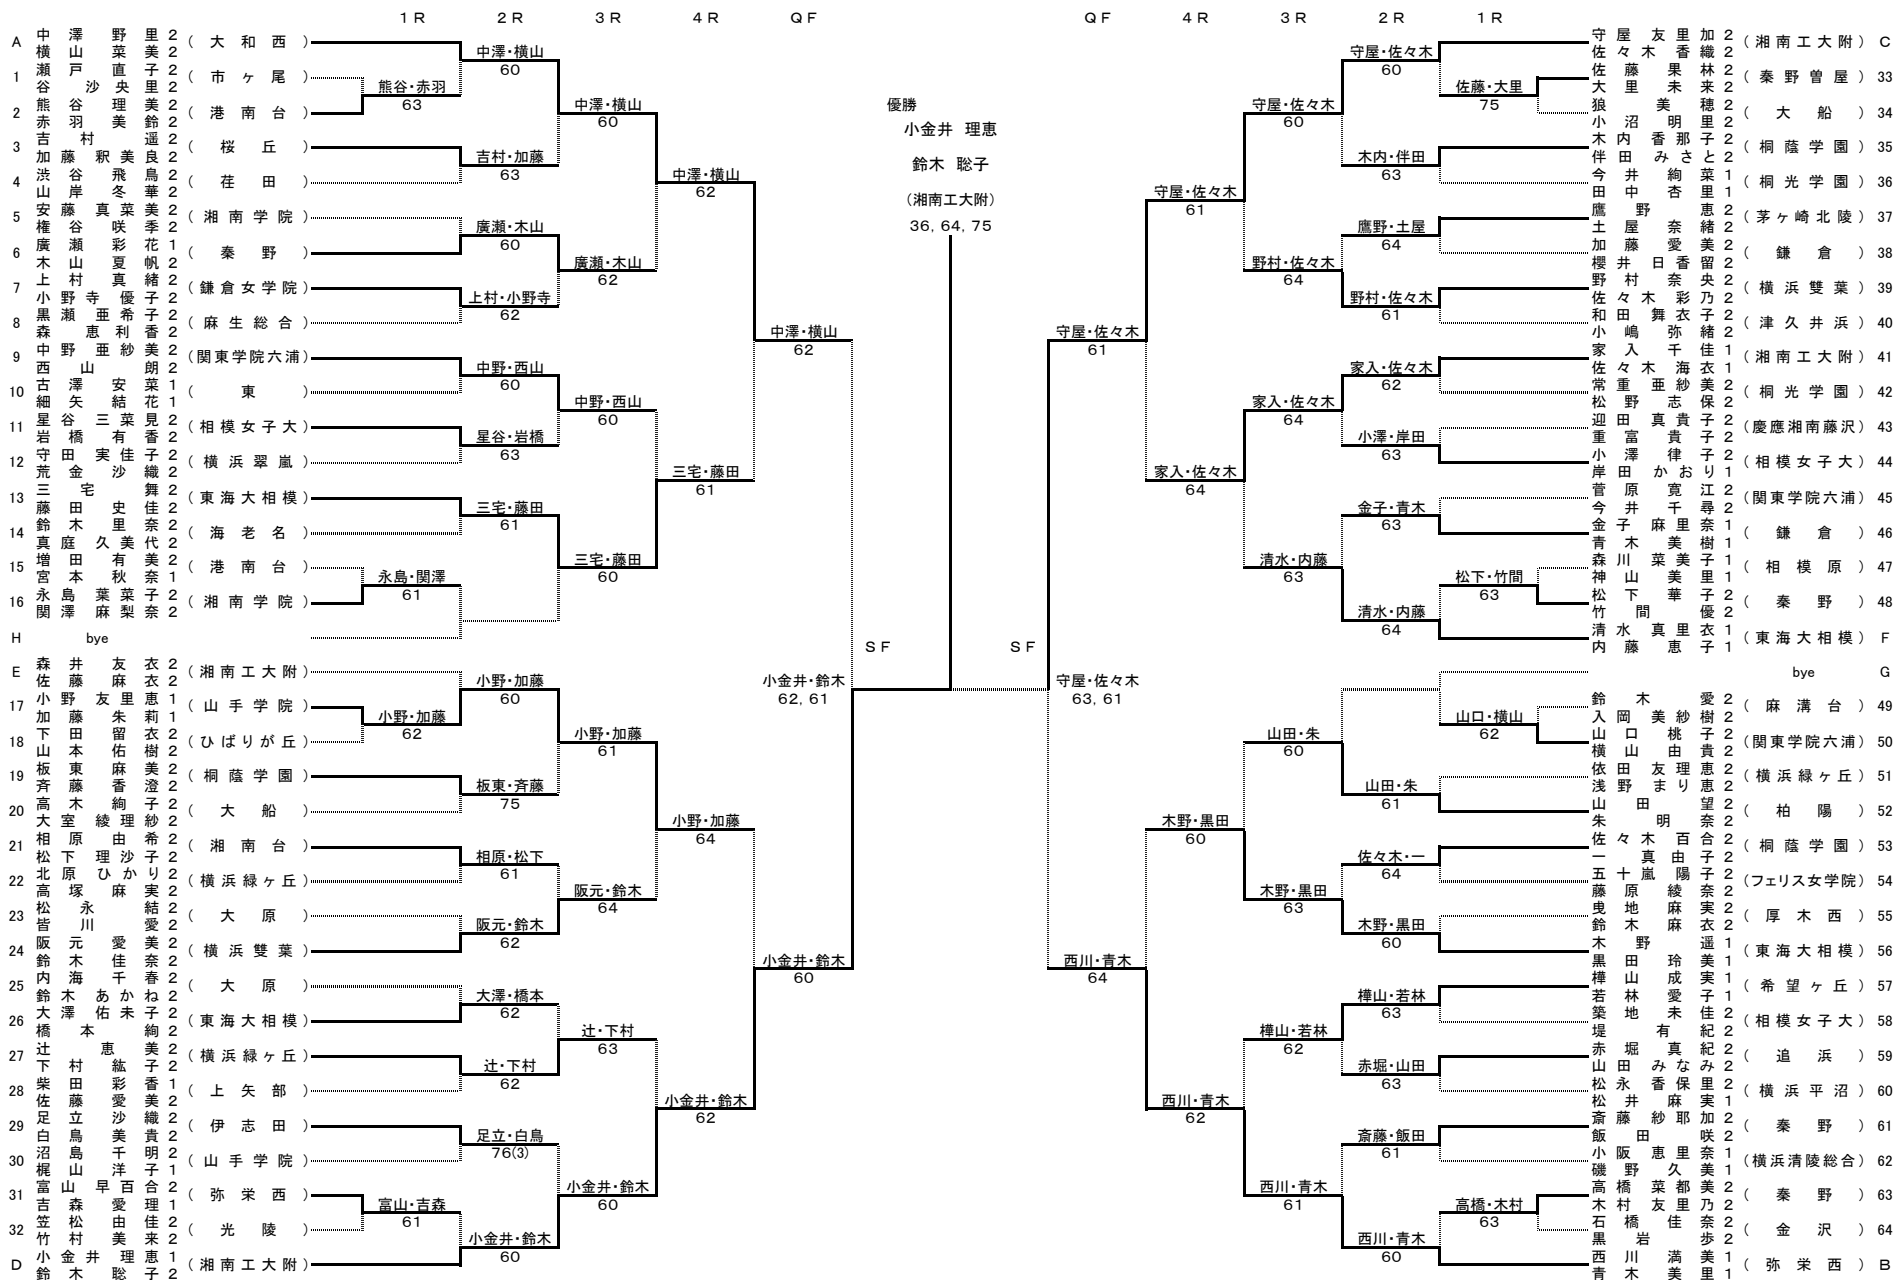 1R 2R 3R 4R QF QF 4R 3R 2R 1R
優勝
小金井 理恵
鈴木 聡子
(湘南工大附)
36, 64, 75
SF SF
A 中澤野里 2 横山菜美 2 (大和西)
1 瀬戸直子 2 谷沙央里 2 (市ヶ尾)
2 熊谷理美 2 赤羽美鈴 2 (港南台)
3 吉村遥 2 加藤釈美良 2 (桜丘)
4 渋谷飛鳥 2 山岸冬華 2 (荏田)
5 安藤真菜美 2 権谷咲季 2 (湘南学院)
6 廣瀬彩花 1 木山夏帆 2 (秦野)
7 上村真緒 2 小野寺優子 2 (鎌倉女学院)
8 黒瀬亜希子 2 森恵利香 2 (麻生総合)
9 中野亜紗美 2 西山朗 2 (関東学院六浦)
10 古澤安菜 1 細矢結花 1 (東)
11 星谷三菜見 2 岩橋有香 2 (相模女子大)
12 守田実佳子 2 荒金沙織 2 (横浜翠嵐)
13 三宅舞 2 藤田史佳 2 (東海大相模)
14 鈴木里奈 2 真庭久美代 2 (海老名)
15 増田有美 2 宮本秋奈 1 (港南台)
16 永島葉菜子 2 関澤麻梨奈 2 (湘南学院)
H bye
E 森井友衣 2 佐藤麻衣 2 (湘南工大附)
17 小野友里恵 1 加藤朱莉 1 (山手学院)
18 下田留衣 2 山本佑樹 2 (ひばりが丘)
19 板東麻美 2 斉藤香澄 2 (桐蔭学園)
20 高木絢子 2 大室綾理紗 2 (大船)
21 相原由希 2 松下理沙子 2 (湘南台)
22 北原ひかり 2 高塚麻実 2 (横浜緑ヶ丘)
23 松永結 2 皆川愛 2 (大原)
24 阪元愛美 2 鈴木佳奈 2 (横浜雙葉)
25 内海千春 2 鈴木あかね 2 (大原)
26 大澤佑未子 2 橋本絢 2 (東海大相模)
27 辻恵美 2 下村紘子 2 (横浜緑ヶ丘)
28 柴田彩香 1 佐藤愛美 2 (上矢部)
29 足立沙織 2 白鳥美貴 2 (伊志田)
30 沼島千明 2 梶山洋子 1 (山手学院)
31 富山早百合 2 吉森愛理 1 (弥栄西)
32 笠松由佳 2 竹村美来 2 (光陵)
D 小金井理恵 1 鈴木聡子 2 (湘南工大附)
熊谷・赤羽 63
永島・関澤 61
小野・加藤 62
富山・吉森 61
中澤・横山 60
吉村・加藤 63
廣瀬・木山 60
上村・小野寺 62
中野・西山 60
星谷・岩橋 63
三宅・藤田 61
小野・加藤 60
板東・斉藤 75
相原・松下 61
阪元・鈴木 62
大澤・橋本 62
辻・下村 62
足立・白鳥 76(3)
小金井・鈴木 60
中澤・横山 60
廣瀬・木山 62
中野・西山 60
三宅・藤田 60
小野・加藤 61
阪元・鈴木 64
辻・下村 63
小金井・鈴木 60
中澤・横山 62
三宅・藤田 61
小野・加藤 64
小金井・鈴木 62
中澤・横山 62
小金井・鈴木 60
小金井・鈴木 62, 61
守屋・佐々木 63, 61
守屋・佐々木 61
西川・青木 64
守屋・佐々木 61
家入・佐々木 64
木野・黒田 60
西川・青木 62
守屋・佐々木 60
野村・佐々木 64
家入・佐々木 64
清水・内藤 63
山田・朱 60
木野・黒田 63
樺山・若林 62
西川・青木 61
守屋・佐々木 60
木内・伴田 63
鷹野・土屋 64
野村・佐々木 61
家入・佐々木 62
小澤・岸田 63
金子・青木 63
清水・内藤 64
山田・朱 61
佐々木・一 64
木野・黒田 60
樺山・若林 63
赤堀・山田 63
斎藤・飯田 61
西川・青木 60
佐藤・大里 75
松下・竹間 63
山口・横山 62
高橋・木村 63
守屋友里加 2 佐々木香織 2 (湘南工大附) C
佐藤果林 2 大里未来 2 (秦野曽屋) 33
狼美穂 2 小沼明里 2 (大船) 34
木内香那子 2 伴田みさと 2 (桐蔭学園) 35
今井絢菜 1 田中杏里 1 (桐光学園) 36
鷹野恵 2 土屋奈緒 2 (茅ヶ崎北陵) 37
加藤愛美 2 櫻井日香留 2 (鎌倉) 38
野村奈央 2 佐々木彩乃 2 (横浜雙葉) 39
和田舞衣子 2 小嶋弥緒 2 (津久井浜) 40
家入千佳 1 佐々木海衣 1 (湘南工大附) 41
常重亜紗美 2 松野志保 2 (桐光学園) 42
迎田真貴子 2 重富貴子 2 (慶應湘南藤沢) 43
小澤律子 2 岸田かおり 1 (相模女子大) 44
菅原寛江 2 今井千尋 2 (関東学院六浦) 45
金子麻里奈 1 青木美樹 1 (鎌倉) 46
森川菜美子 1 神山美里 1 (相模原) 47
松下華子 2 竹間優 2 (秦野) 48
清水真里衣 1 内藤恵子 1 (東海大相模) F
bye G
鈴木愛 2 入岡美紗樹 2 (麻溝台) 49
山口桃子 2 横山由貴 2 (関東学院六浦) 50
依田友理恵 2 浅野まり恵 2 (横浜緑ヶ丘) 51
山田望 2 朱明奈 2 (柏陽) 52
佐々木百合 2 一真由子 2 (桐蔭学園) 53
五十嵐陽子 2 藤原綾奈 2 (フェリス女学院) 54
曵地麻実 2 鈴木麻衣 2 (厚木西) 55
木野遥 1 黒田玲美 1 (東海大相模) 56
樺山成実 1 若林愛子 1 (希望ヶ丘) 57
築地未佳 2 堤有紀 2 (相模女子大) 58
赤堀真紀 2 山田みなみ 2 (追浜) 59
松永香保里 2 松井麻実 1 (横浜平沼) 60
斎藤紗耶加 2 飯田咲 2 (秦野) 61
小阪恵里奈 1 磯野久美 1 (横浜清陵総合) 62
高橋菜都美 2 木村友里乃 2 (秦野) 63
石橋佳奈 2 黒岩歩 2 (金沢) 64
西川満美 1 青木美里 1 (弥栄西) B